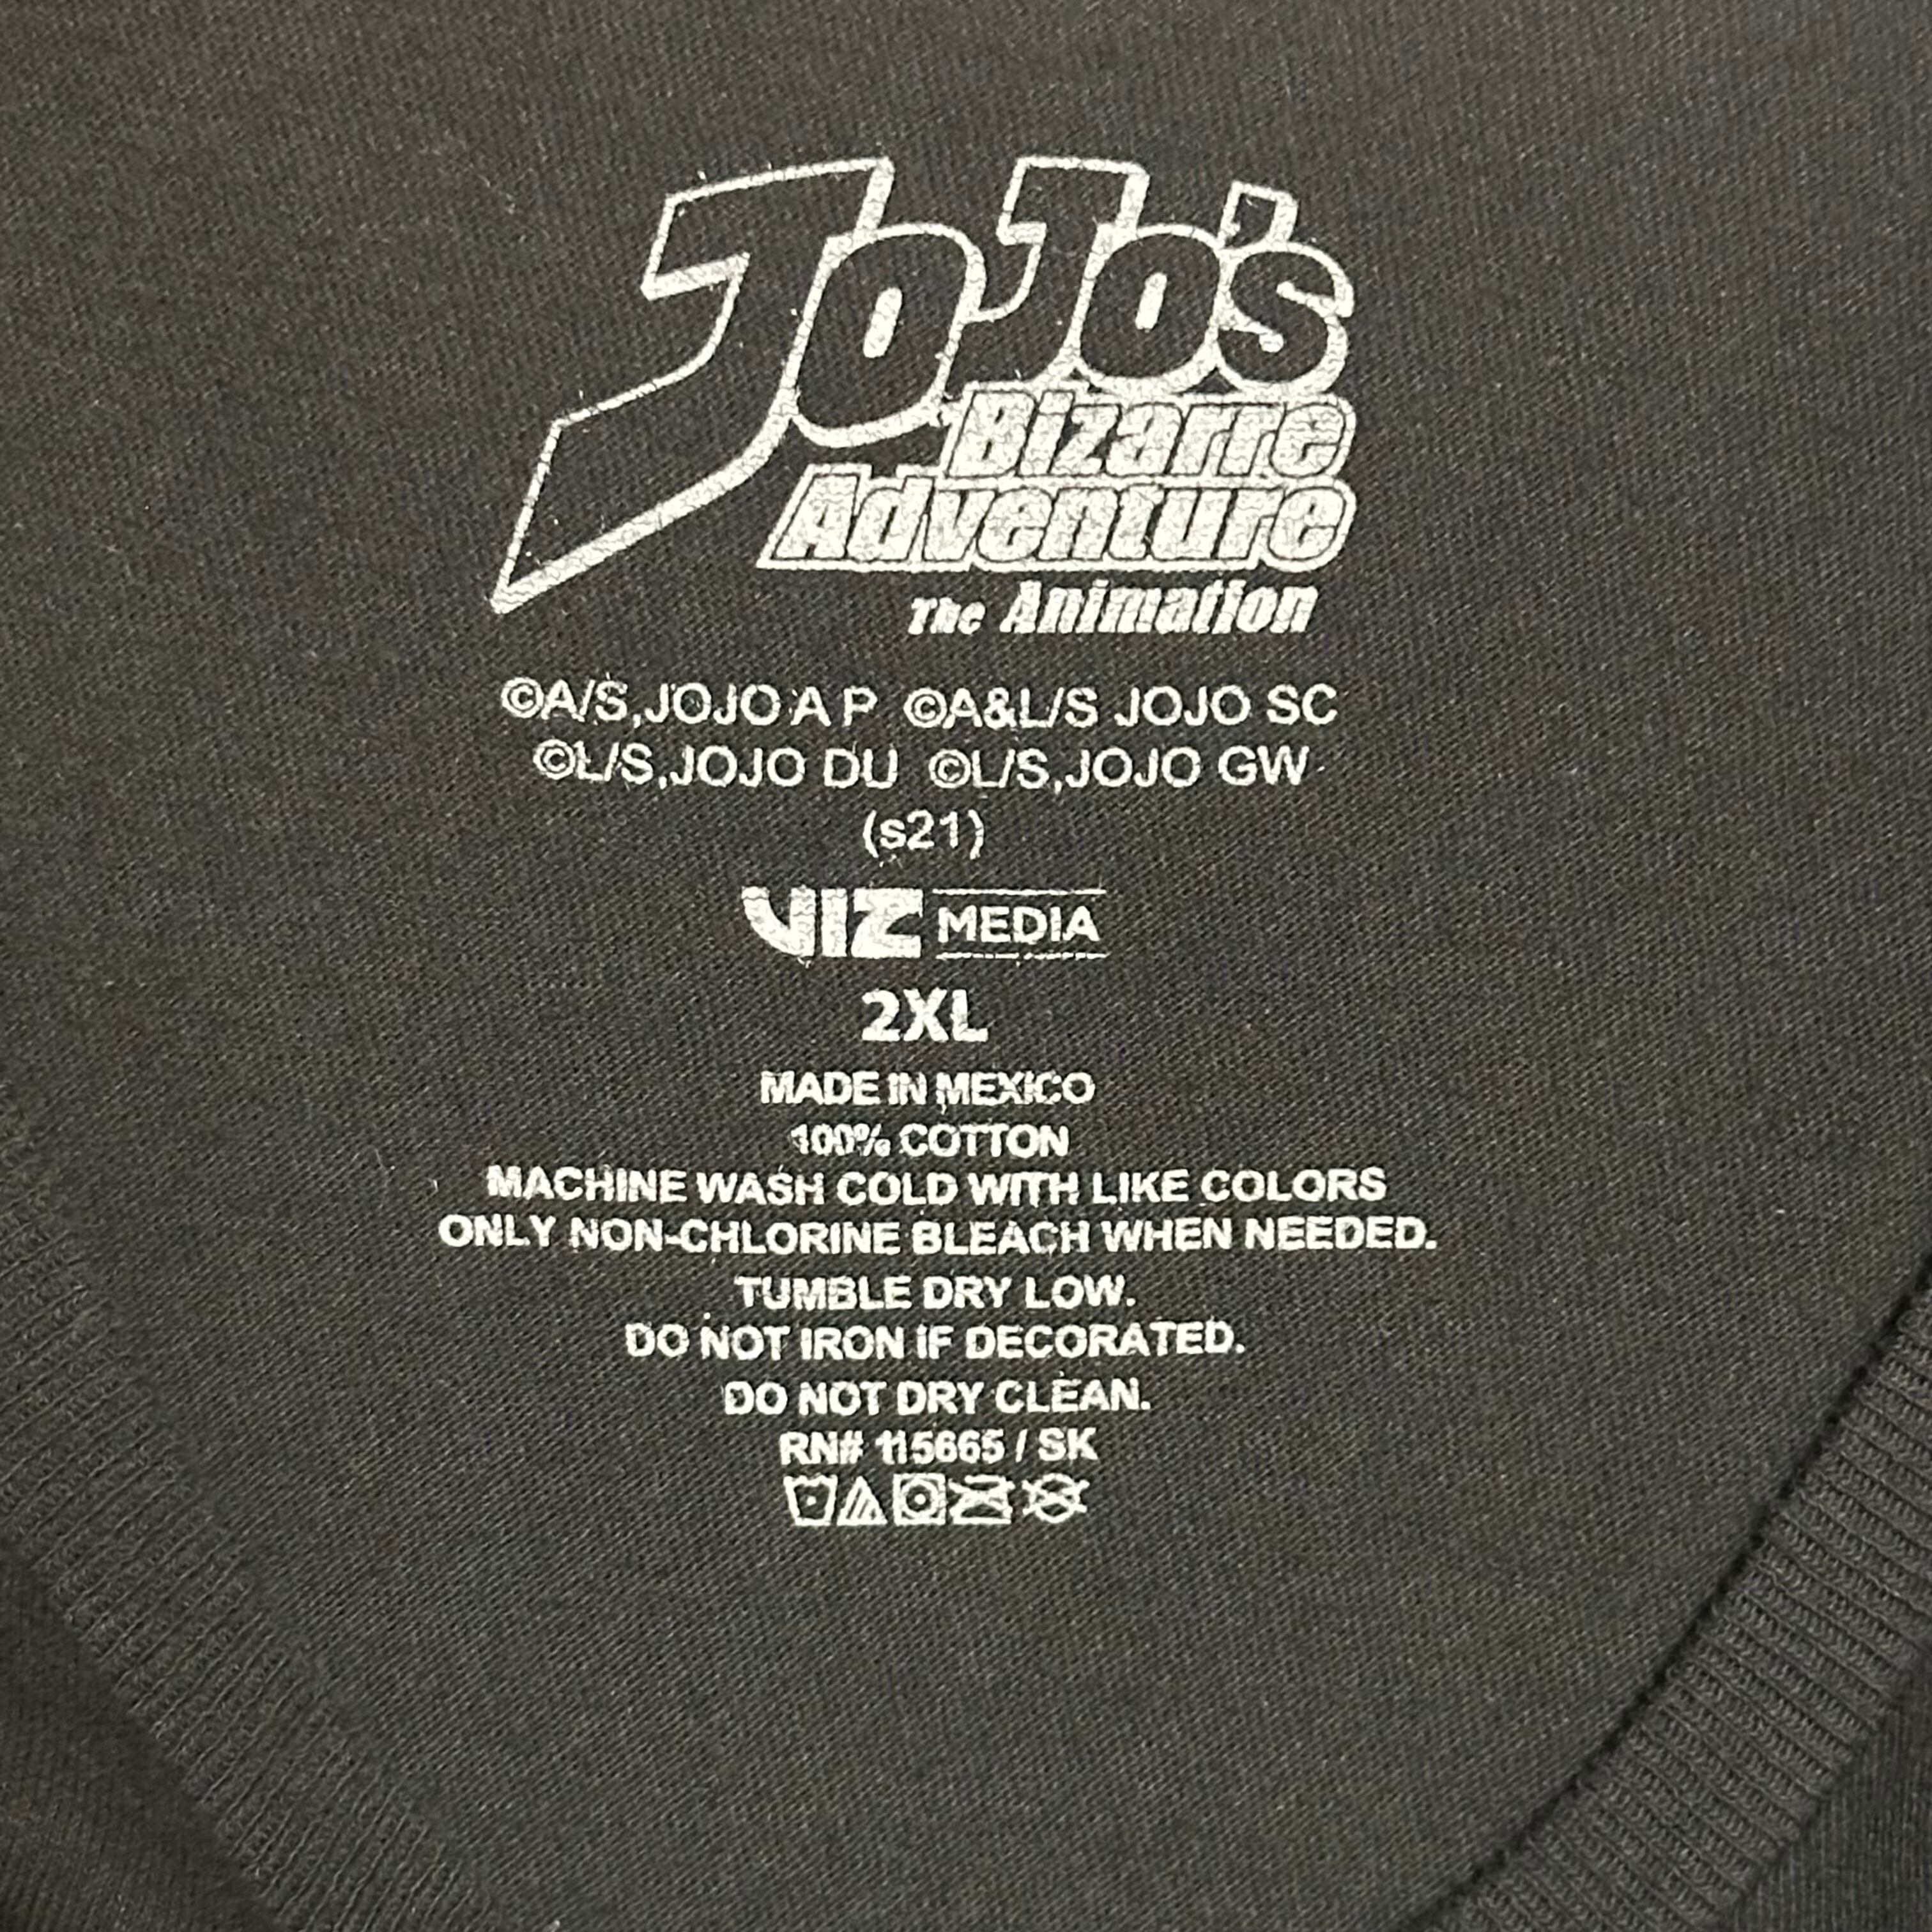 JoJo's
Bizarre
Adventure
The Animation
©A/S,JOJO A P ©A&L/S JOJO SC
©L/S,JOJO DU ©L/S,JOJO GW
(s21)
VIZ MEDIA
2XL
MADE IN MEXICO
100% COTTON
MACHINE WASH COLD WITH LIKE COLORS
ONLY NON-CHLORINE BLEACH WHEN NEEDED.
TUMBLE DRY LOW.
DO NOT IRON IF DECORATED.
DO NOT DRY CLEAN.
RN# 115665 / SK